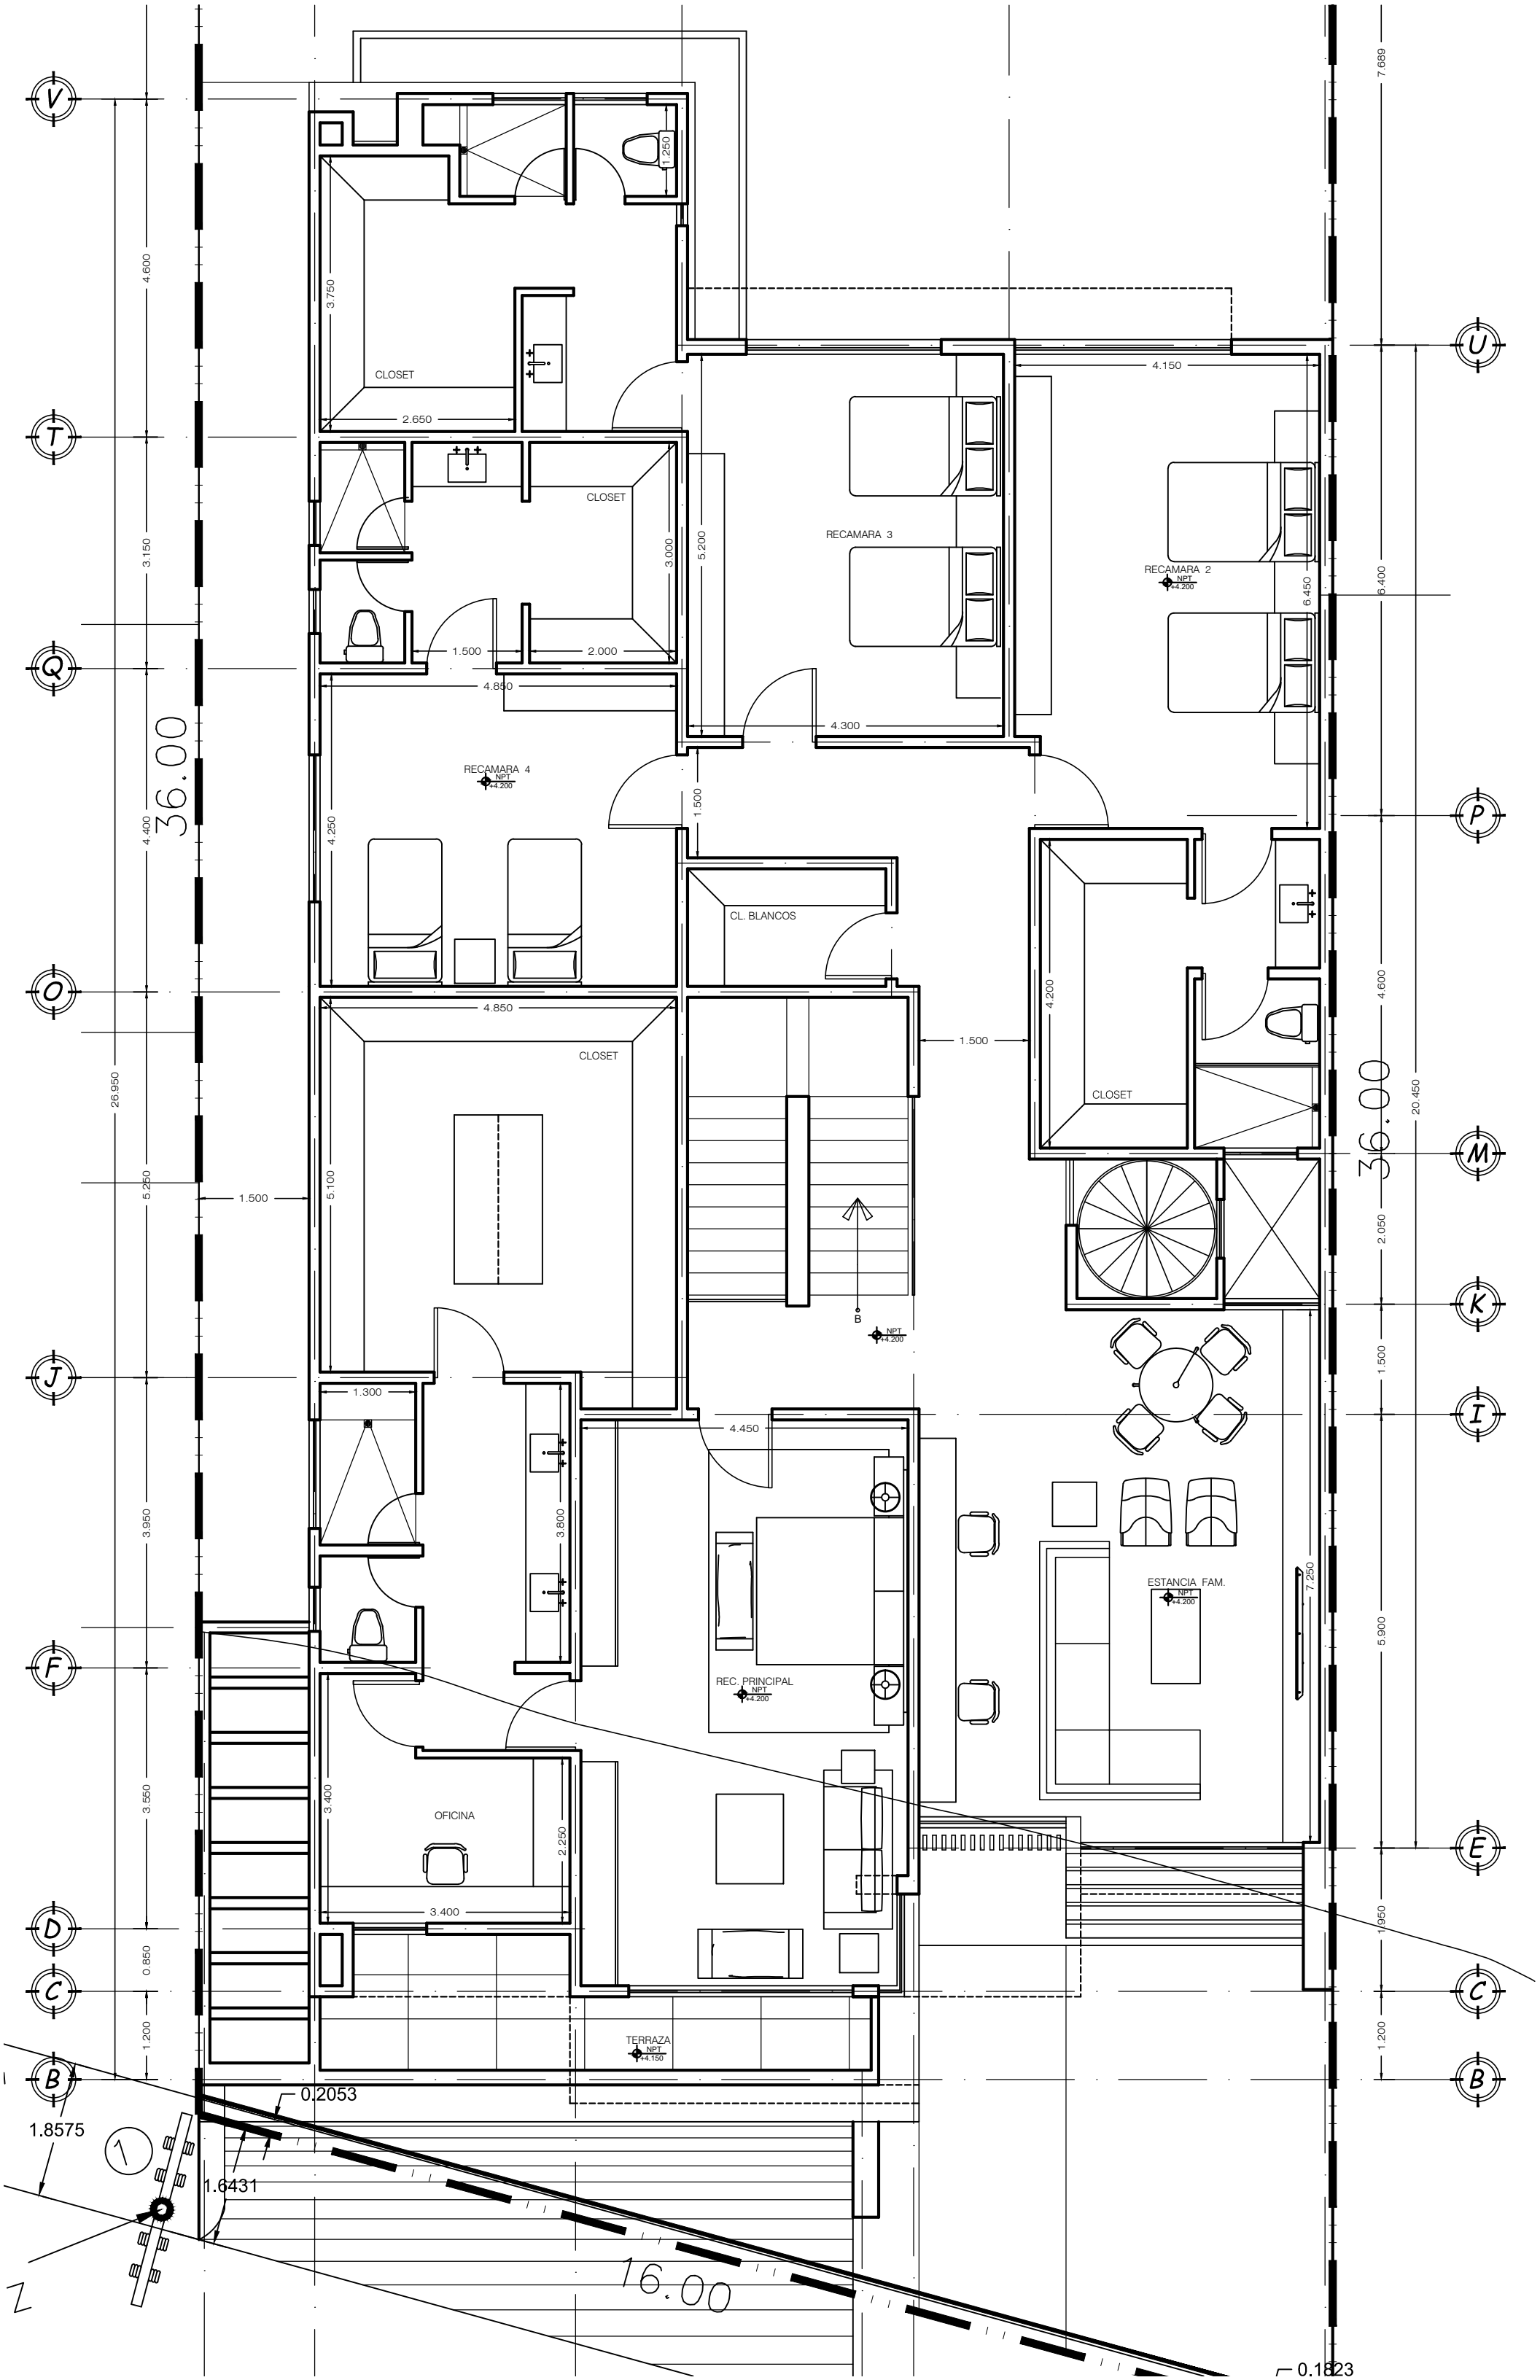 7.689
V
1.250
4.600
3.750
U
4.150
CLOSET
2.650
T
CLOSET
3.150
3.000
5.200
RECAMARA 3
RECAMARA 2
NPT
+4.200
6.450
6.400
Q
1.500
2.000
4.850
36.00
4.300
RECAMARA 4
NPT
+4.200
1.500
4.400
4.250
P
CL. BLANCOS
O
4.200
4.600
4.850
1.500
CLOSET
26.950
CLOSET
36.00
20.450
M
5.250
1.500
5.100
2.050
K
B
NPT
+4.200
1.500
J
1.300
I
4.450
3.950
3.800
ESTANCIA FAM.
NPT
+4.200
7.250
5.900
F
REC. PRINCIPAL
NPT
+4.200
3.550
3.400
OFICINA
2.250
E
3.400
D
1.950
0.850
C
C
1.200
TERRAZA
NPT
+4.150
1.200
B
B
0.2053
1.8575
1
1.6431
16.00
N
0.1823